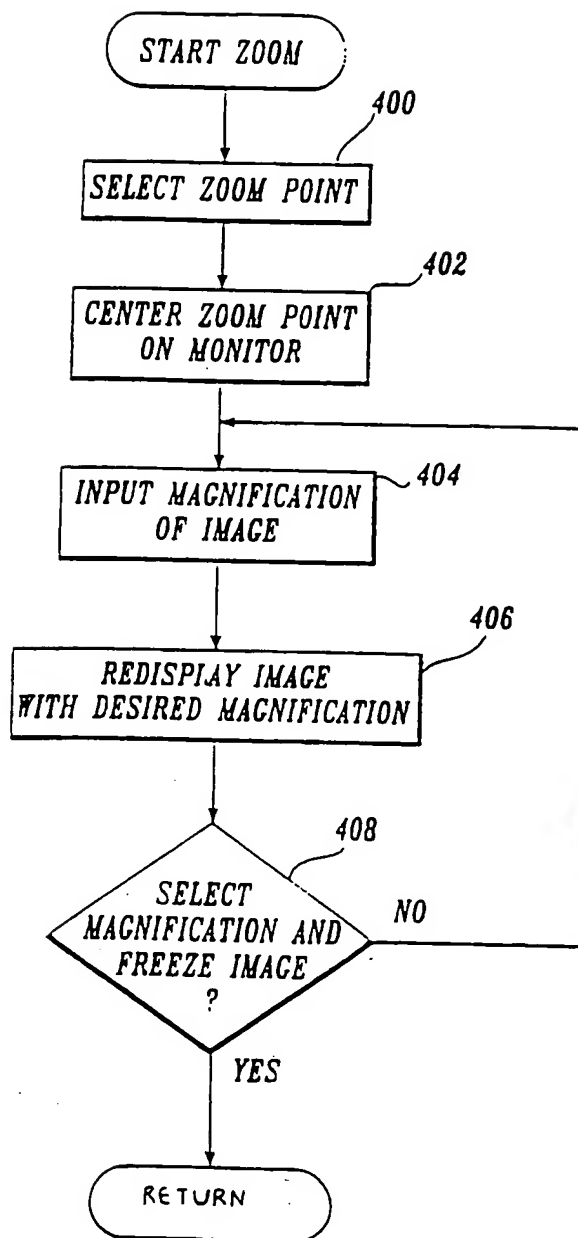 START ZOOM
400
SELECT ZOOM POINT
402
CENTER ZOOM POINT
ON MONITOR
404
INPUT MAGNIFICATION
OF IMAGE
406
REDISPLAY IMAGE
WITH DESIRED MAGNIFICATION
408
SELECT
MAGNIFICATION AND
FREEZE IMAGE
?
NO
YES
RETURN